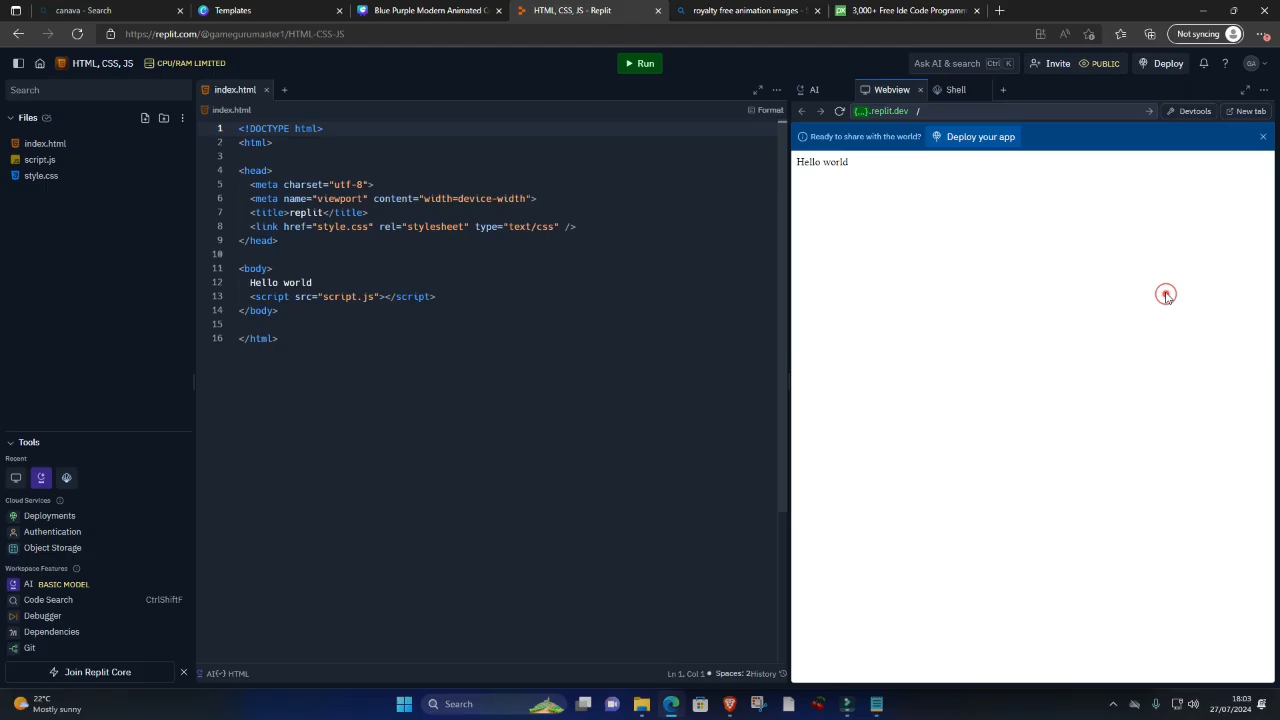 canava - Search
Templates
Blue Purple Modern Animated C
HTML, CSS, JS - Replit
royalty free animation images - S
3,000+ Free Ide Code Programm
https://replit.com/@gamegurumaster1/HTML-CSS-JS
Not syncing
HTML, CSS, JS
CPU/RAM LIMITED
Run
Ask AI & search Ctrl K
Invite
PUBLIC
Deploy
GA
Search
Files
index.html
script.js
style.css
index.html
index.html
Format
1 <!DOCTYPE html>
2 <html>
3
4 <head>
5 <meta charset="utf-8">
6 <meta name="viewport" content="width=device-width">
7 <title>replit</title>
8 <link href="style.css" rel="stylesheet" type="text/css" />
9 </head>
10
11 <body>
12 Hello world
13 <script src="script.js"></script>
14 </body>
15
16 </html>
AI
Webview
Shell
{...}.replit.dev /
Devtools
New tab
Ready to share with the world?
Deploy your app
Hello world
Tools
Recent
Cloud Services
Deployments
Authentication
Object Storage
Workspace Features
AI BASIC MODEL
Code Search CtrlShiftF
Debugger
Dependencies
Git
Join Replit Core
AI {} HTML
Ln 1, Col 1 Spaces: 2 History
22°C
Mostly sunny
Search
18:03
27/07/2024